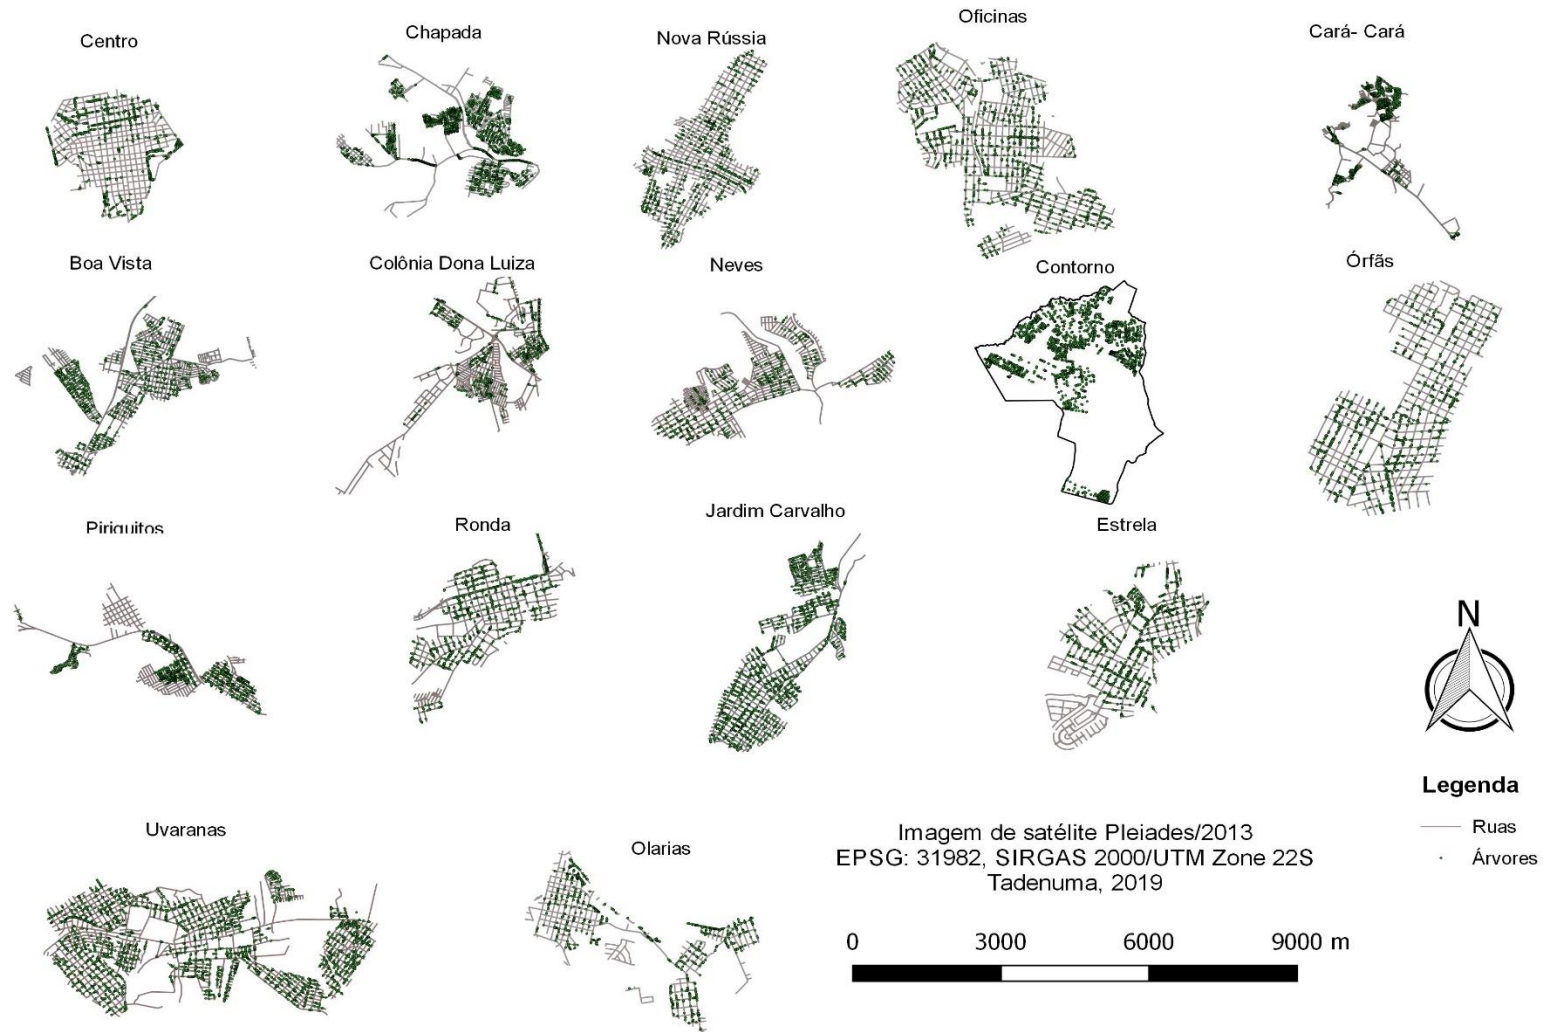 Centro
Chapada
Nova Rússia
Oficinas
Cará- Cará
Boa Vista
Colônia Dona Luiza
Neves
Contorno
Órfãs
Piriquitos
Ronda
Jardim Carvalho
Estrela
N
Legenda
Ruas
Árvores
Uvaranas
Olarias
Imagem de satélite Pleiades/2013
EPSG: 31982, SIRGAS 2000/UTM Zone 22S
Tadenuma, 2019
0 3000 6000 9000 m